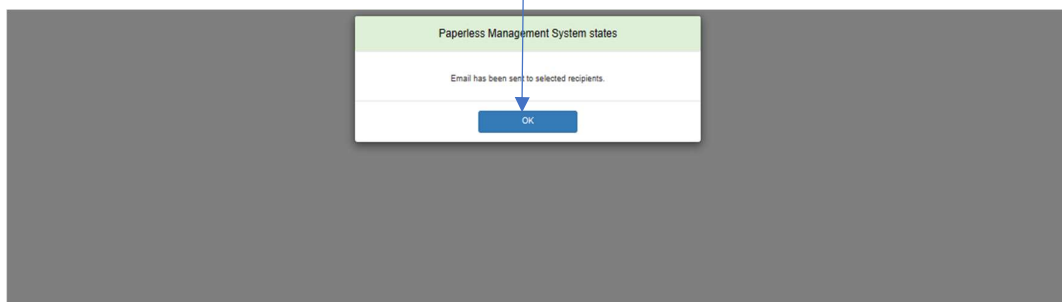 Paperless Management System states
Email has been sent to selected recipients.
OK